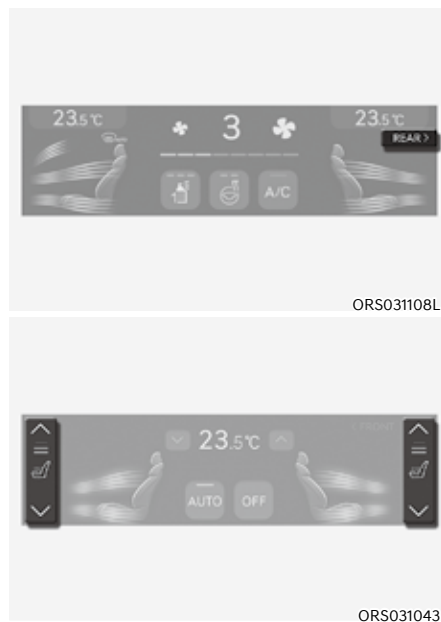 23.5℃ 3 23.5℃
REAR >
A/C
ORS031108L
< FRONT
23.5℃
AUTO OFF
ORS031043